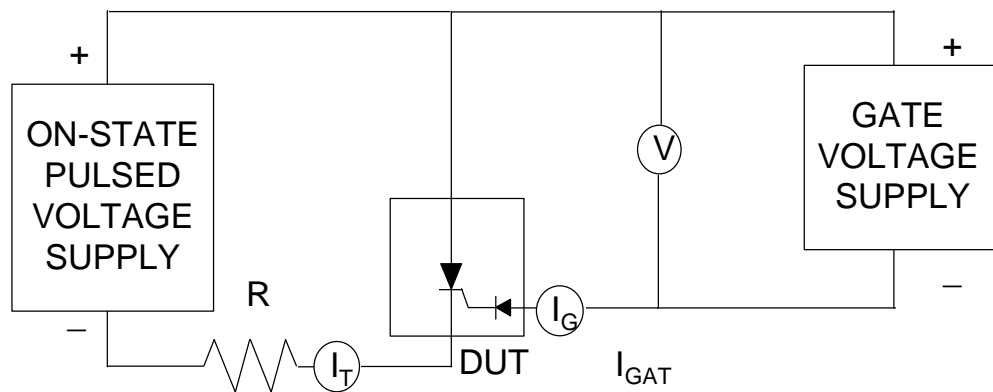 +
ON-STATE
PULSED
VOLTAGE
SUPPLY
−
R
I_T
DUT
I_G
I_GAT
V
+
GATE
VOLTAGE
SUPPLY
−